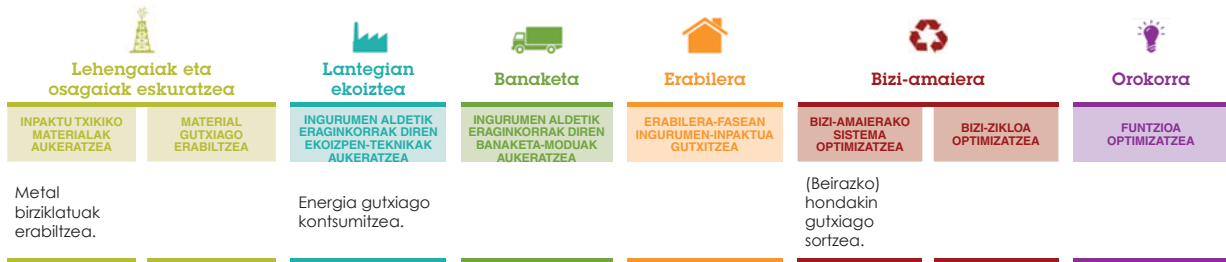 Lehengaiak eta
osagaiak eskuratzea
Lantegian
ekoiztea
Banaketa
Erabilera
Bizi-amaiera
Orokorra
INPAKTU TXIKIKO
MATERIALAK
AUKERATZEA
MATERIAL
GUTXIAGO
ERABILTZEA
INGURUMEN ALDETIK
ERAGINKORRAK DIREN
EKOIZPEN-TEKNIKAK
AUKERATZEA
INGURUMEN ALDETIK
ERAGINKORRAK DIREN
BANAKETA-MODUAK
AUKERATZEA
ERABILERA-FASEAN
INGURUMEN-INPAKTUA
GUTXITZEA
BIZI-AMAIERAKO
SISTEMA
OPTIMIZATZEA
BIZI-ZIKLOA
OPTIMIZATZEA
FUNTZIOA
OPTIMIZATZEA
Metal
birziklatuak
erabiltzea.
Energia gutxiago
kontsumitzea.
(Beirazko)
hondakin
gutxiago
sortzea.